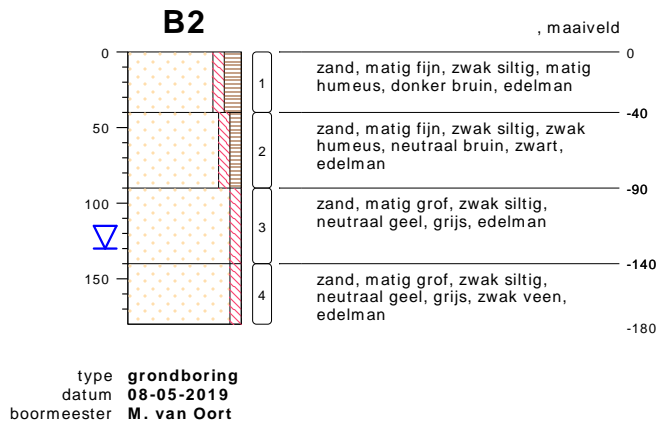 B2
, maaiveld
0
0
1
zand, matig fijn, zwak siltig, matig
humeus, donker bruin, edelman
-40
50
2
zand, matig fijn, zwak siltig, zwak
humeus, neutraal bruin, zwart,
edelman
-90
100
3
zand, matig grof, zwak siltig,
neutraal geel, grijs, edelman
-140
150
4
zand, matig grof, zwak siltig,
neutraal geel, grijs, zwak veen,
edelman
-180
type grondboring
datum 08-05-2019
boormeester M. van Oort